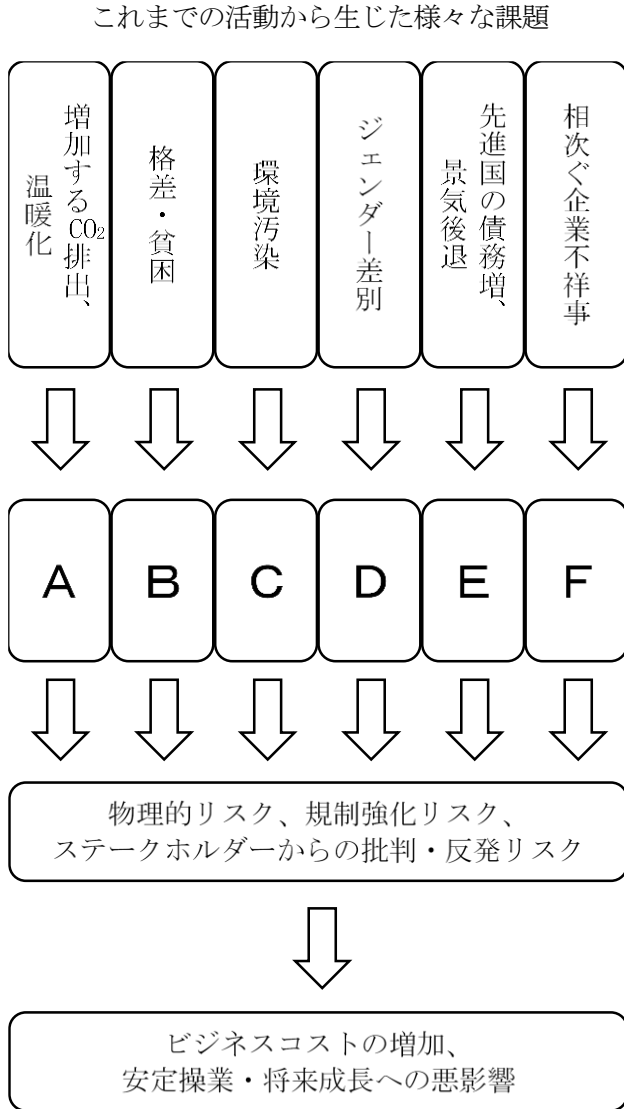 これまでの活動から生じた様々な課題
増加するCO₂排出、
温暖化
格差・貧困
環境汚染
ジェンダー差別
先進国の債務増、
景気後退
相次ぐ企業不祥事
A
B
C
D
E
F
物理的リスク、規制強化リスク、
ステークホルダーからの批判・反発リスク
ビジネスコストの増加、
安定操業・将来成長への悪影響